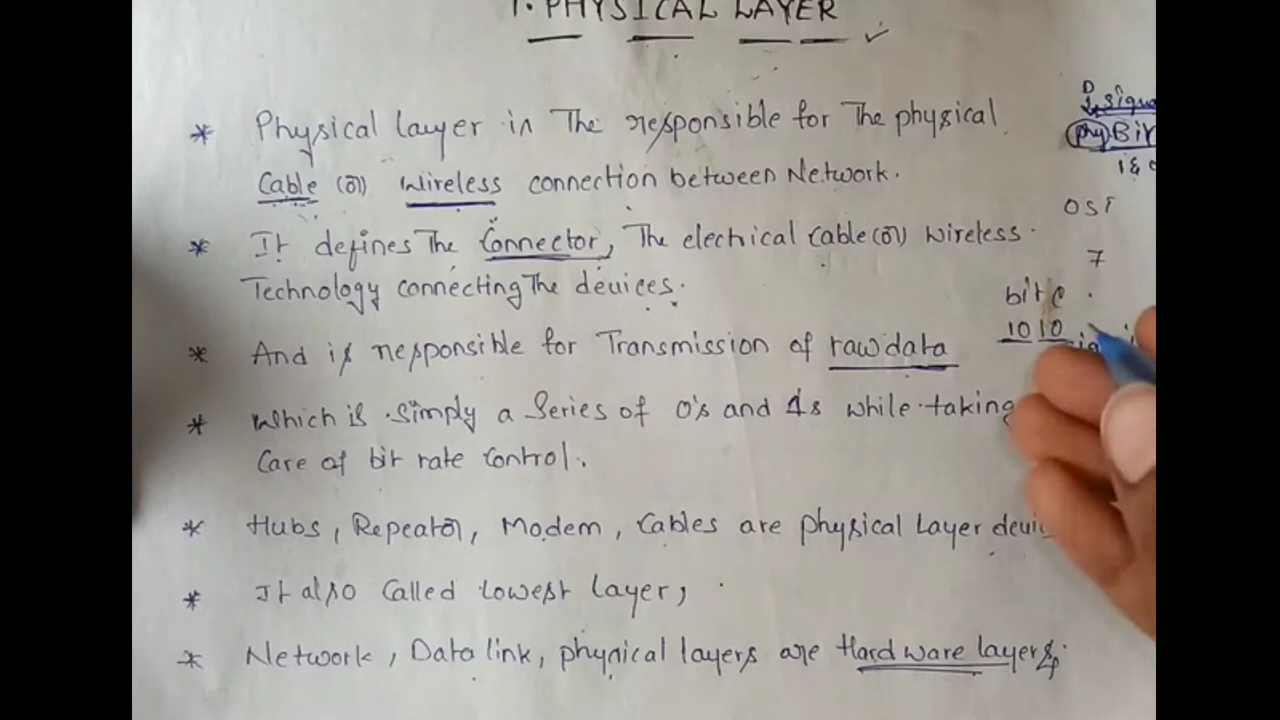 1. PHYSICAL LAYER
* Physical layer in The responsible for The physical
Cable (or) Wireless connection between Network.
* It defines The Connector, The electrical Cable (or) wireless
Technology connecting The devices.
* And is responsible for Transmission of raw data
* Which is simply a Series of 0's and 1s while taking
Care of bit rate control.
* Hubs, Repeator, Modem, Cables are physical Layer devi
* It also Called Lowest Layer,
* Network, Data link, physical layers are Hardware layers
D
(phy) Bit
1 &
OSI
7
1010